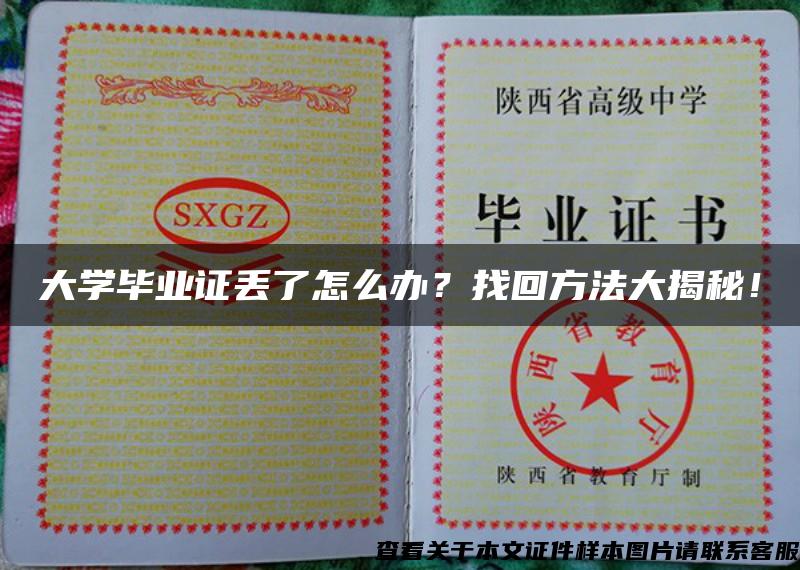 SXGZ
陕西省高级中学
毕业证书
大学毕业证丢了怎么办？找回方法大揭秘！
陕西省教育厅
陕西省教育厅制
查看关于本文证件样本图片请联系客服